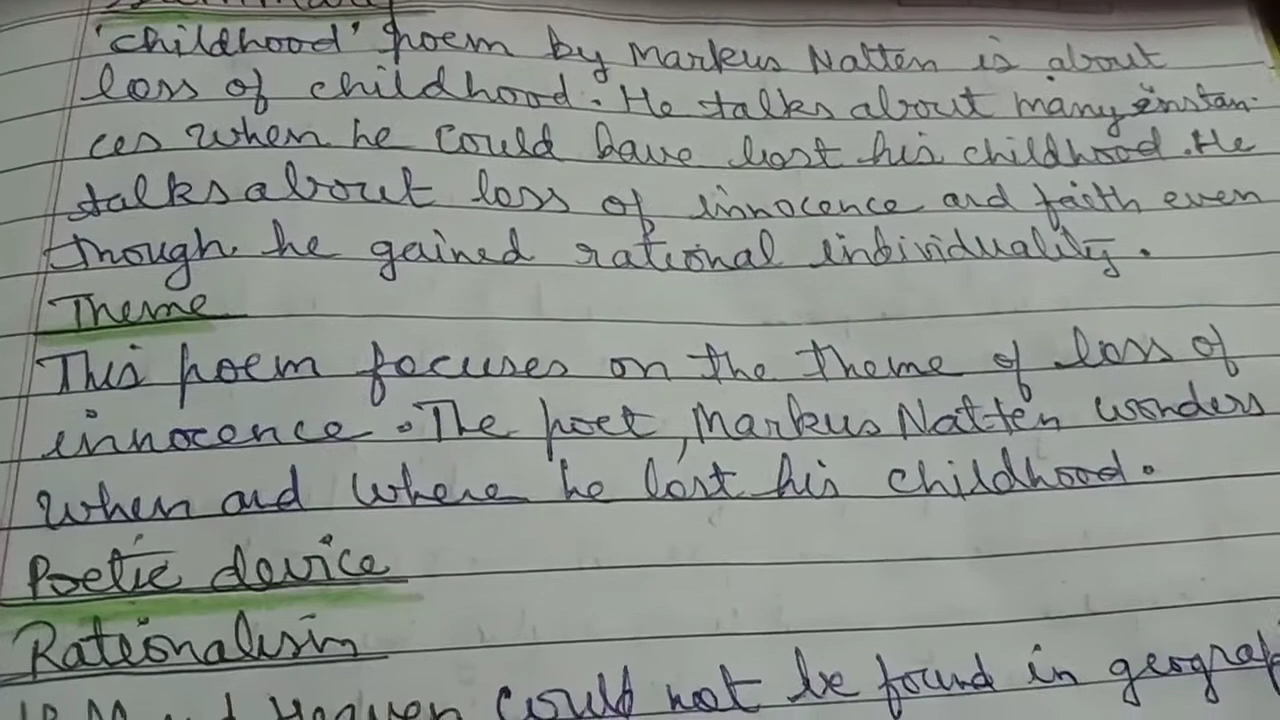 Summary
'childhood' poem by Markus Natten is about
loss of childhood. He talks about many instan-
ces when he could have lost his childhood. He
talks about loss of innocence and faith even
though he gained rational individuality.
Theme
This poem focuses on the theme of loss of
innocence. The poet, Markus Natten wonders
when and where he lost his childhood.
Poetic device
Rationalism
Hell and Heaven could not be found in geograp